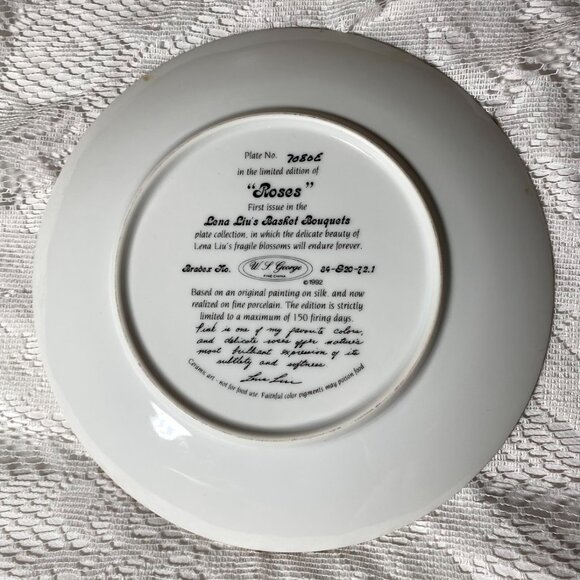 Plate No. 7080E
in the limited edition of
"Roses"
First issue in the
Lena Liu's Basket Bouquets
plate collection, in which the delicate beauty of
Lena Liu's fragile blossoms will endure forever.
Bradex No. W S George FINE CHINA 84-G20-72.1
©1992
Based on an original painting on silk, and now
realized on fine porcelain. The edition is strictly
limited to a maximum of 150 firing days.
Pink is one of my favorite colors,
and delicate roses offer nature's
most brilliant expression of its
subtlety and softness
Lena Liu
Ceramic art - not for food use. Faithful color pigments may poison food.